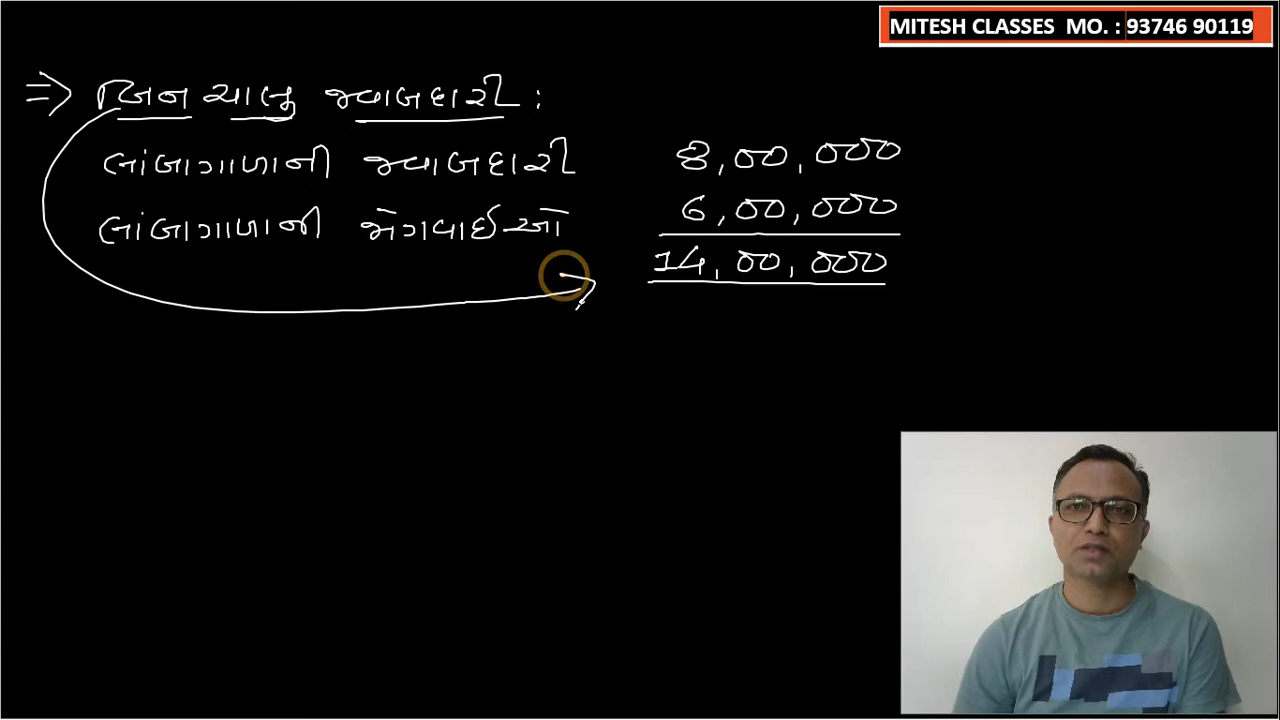 MITESH CLASSES MO. : 93746 90119
⇒ બિન ચાલુ જવાબદારી :
લાંબાગાળાની જવાબદારી 8,00,000
લાંબાગાળાની જોગવાઈઓ 6,00,000
14,00,000